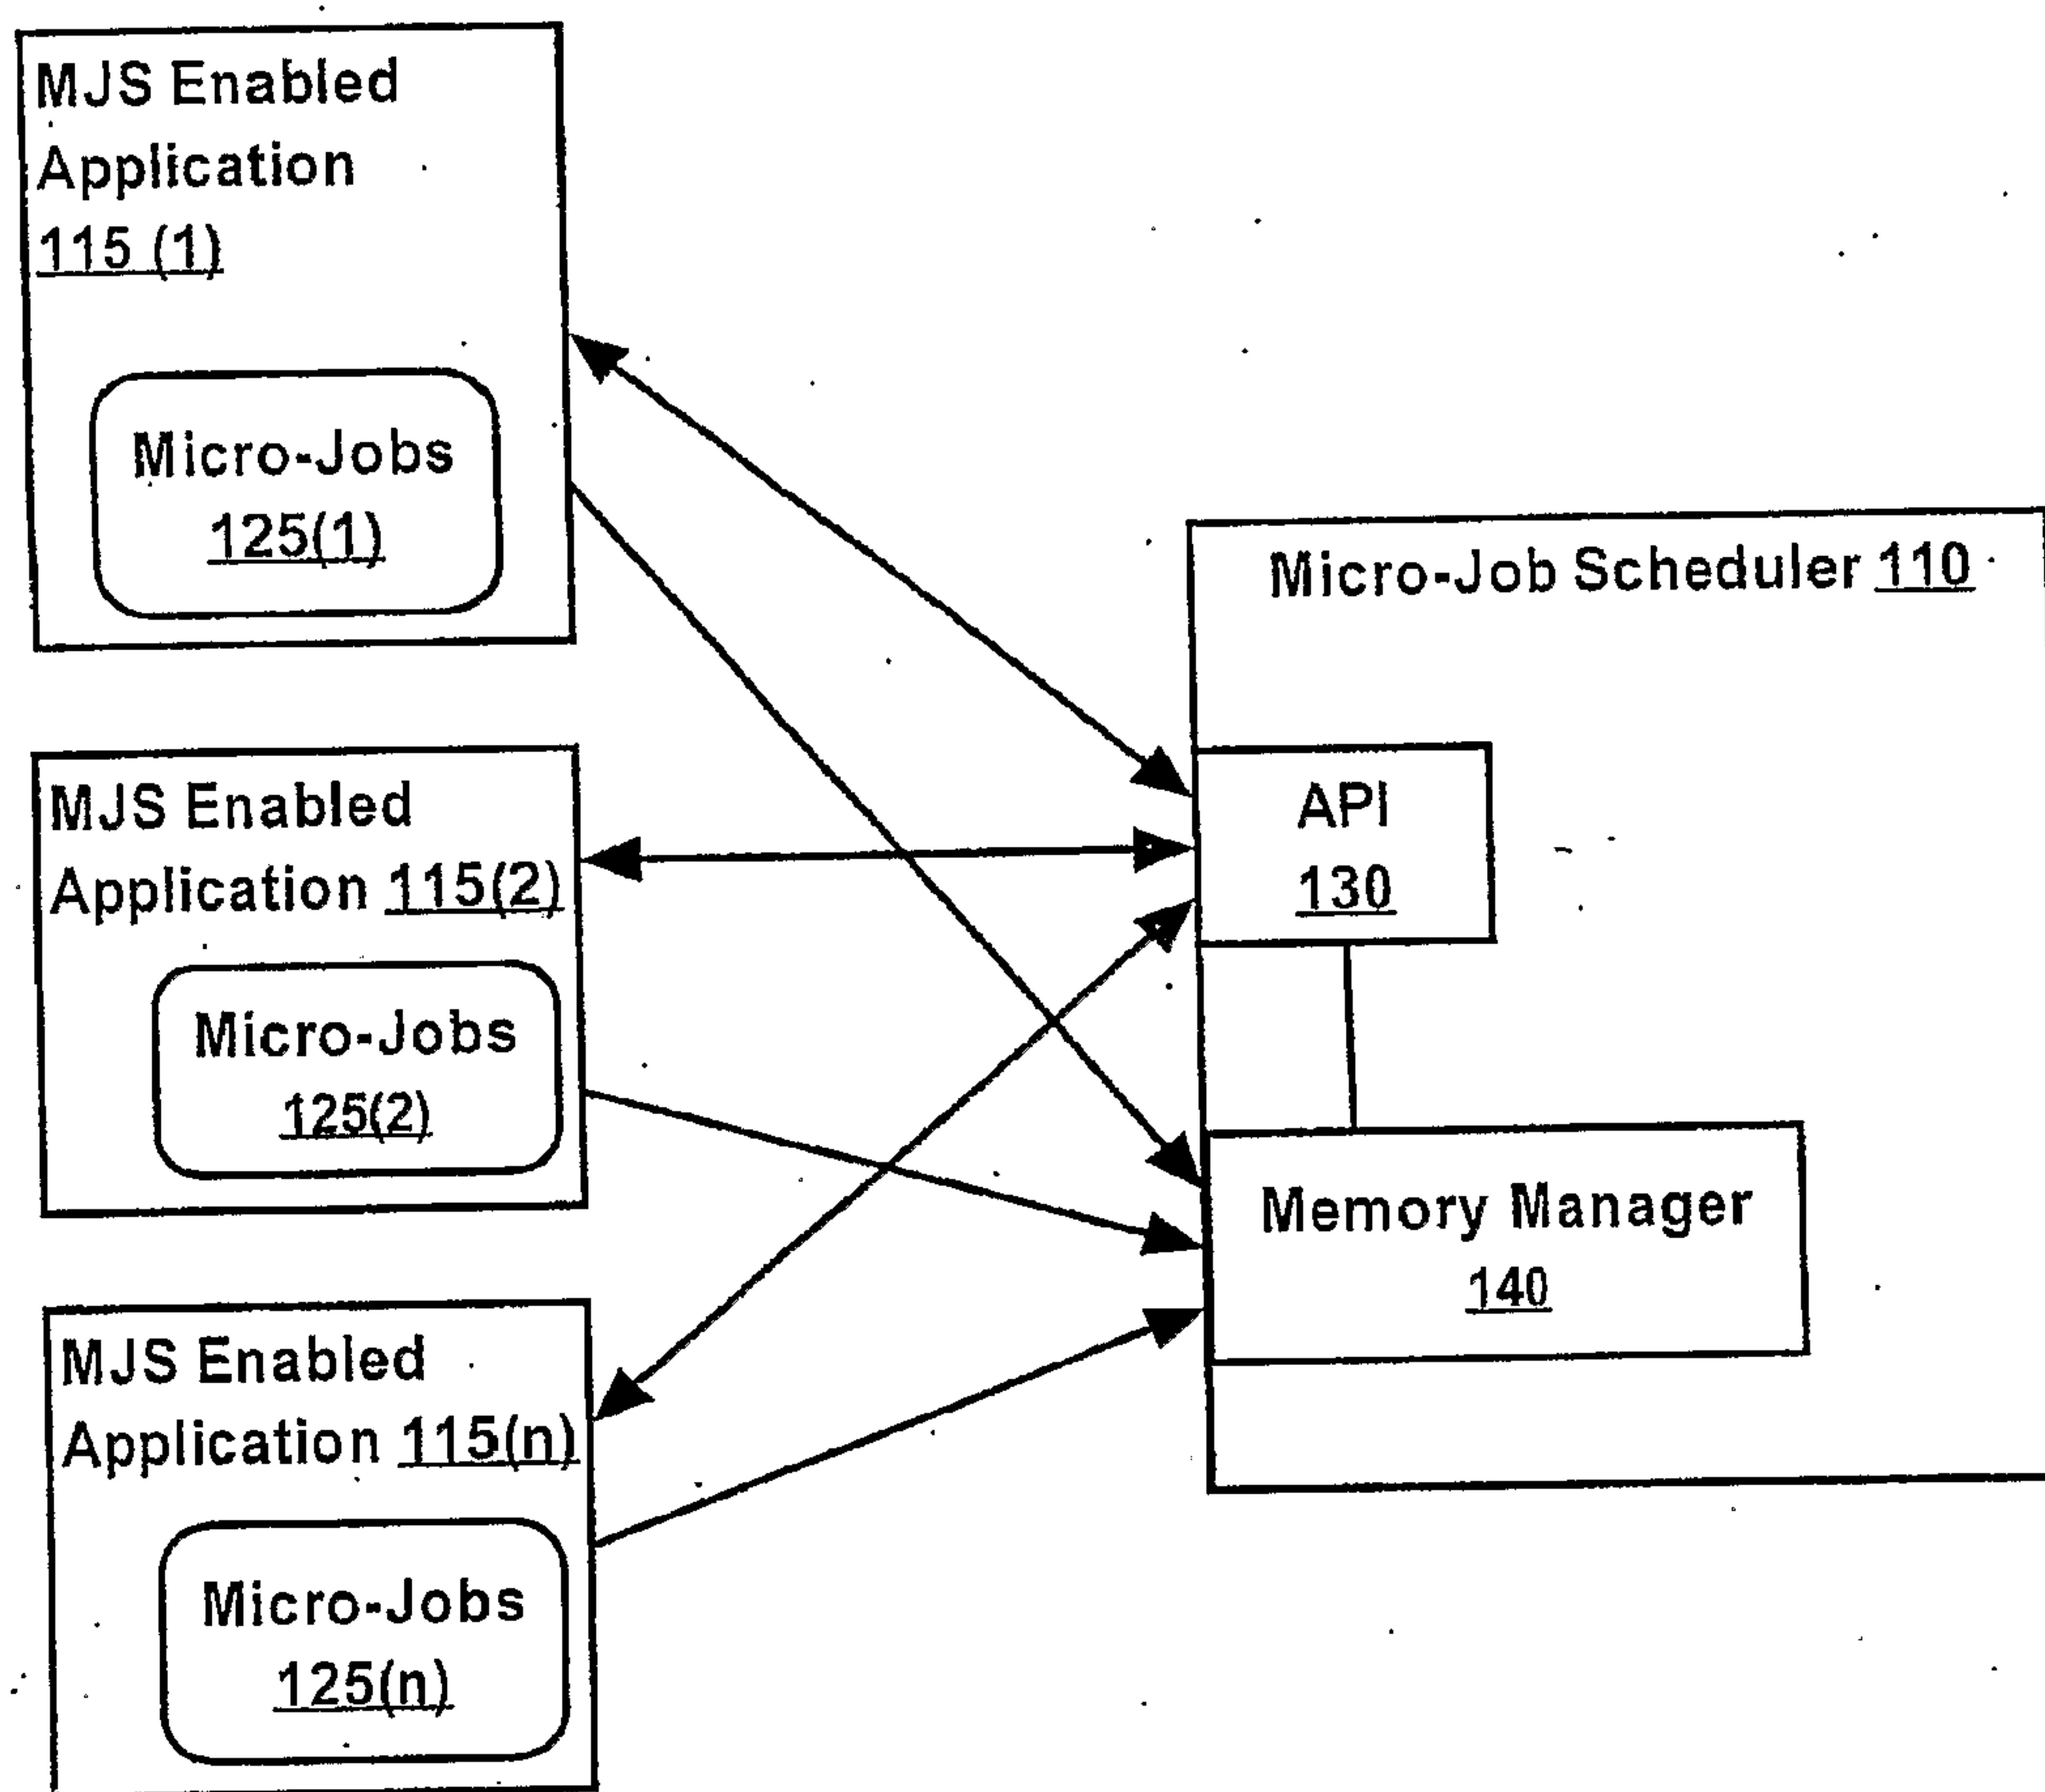 MJS Enabled
Application
115 (1)
Micro-Jobs
125(1)
MJS Enabled
Application 115(2)
Micro-Jobs
125(2)
MJS Enabled
Application 115(n)
Micro-Jobs
125(n)
Micro-Job Scheduler 110
API
130
Memory Manager
140